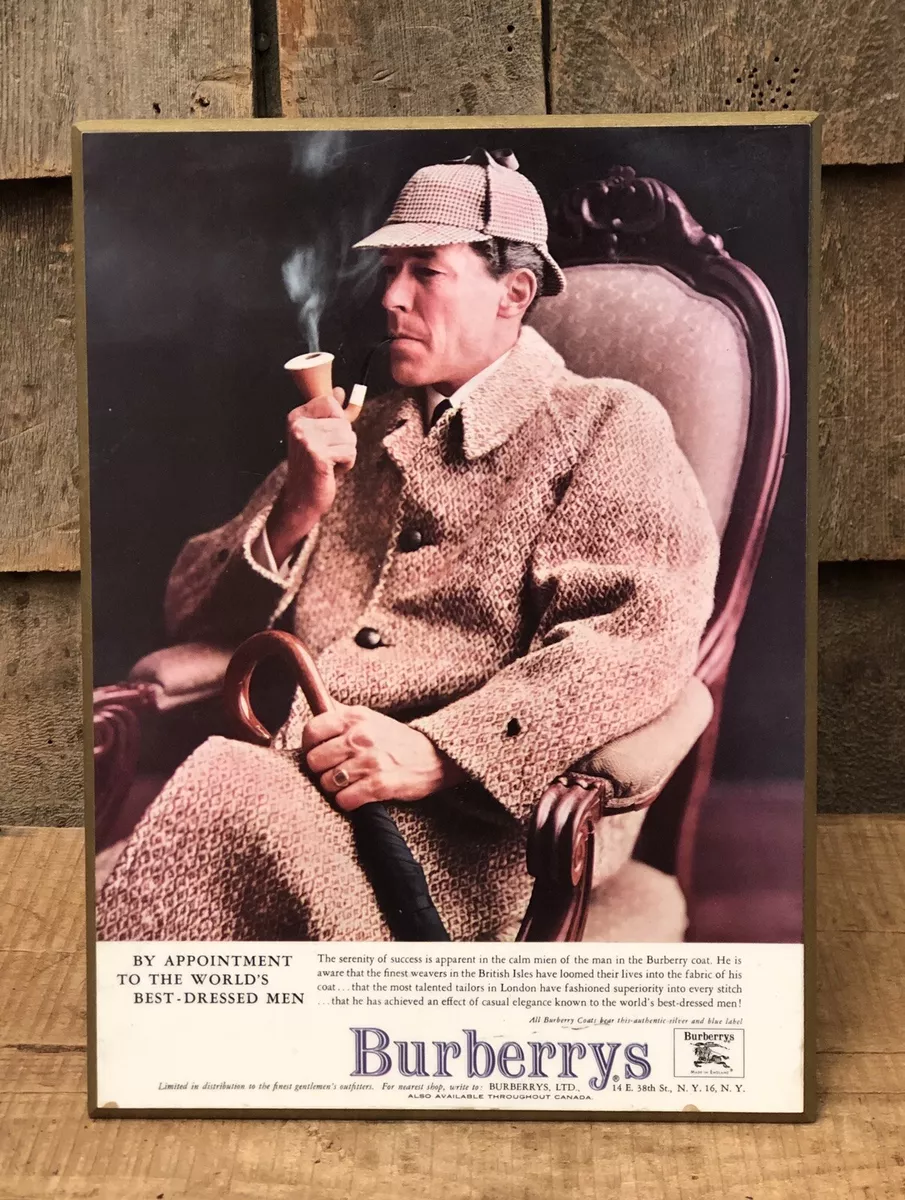 BY APPOINTMENT
TO THE WORLD'S
BEST-DRESSED MEN
The serenity of success is apparent in the calm mien of the man in the Burberry coat. He is
aware that the finest weavers in the British Isles have loomed their lives into the fabric of his
coat...that the most talented tailors in London have fashioned superiority into every stitch
...that he has achieved an effect of casual elegance known to the world's best-dressed men!
All Burberry Coats bear this authentic silver and blue label
Burberrys®
Burberrys
MADE IN ENGLAND
Limited in distribution to the finest gentlemen's outfitters. For nearest shop, write to: BURBERRYS, LTD., 14 E. 38th St., N. Y. 16, N. Y.
ALSO AVAILABLE THROUGHOUT CANADA.